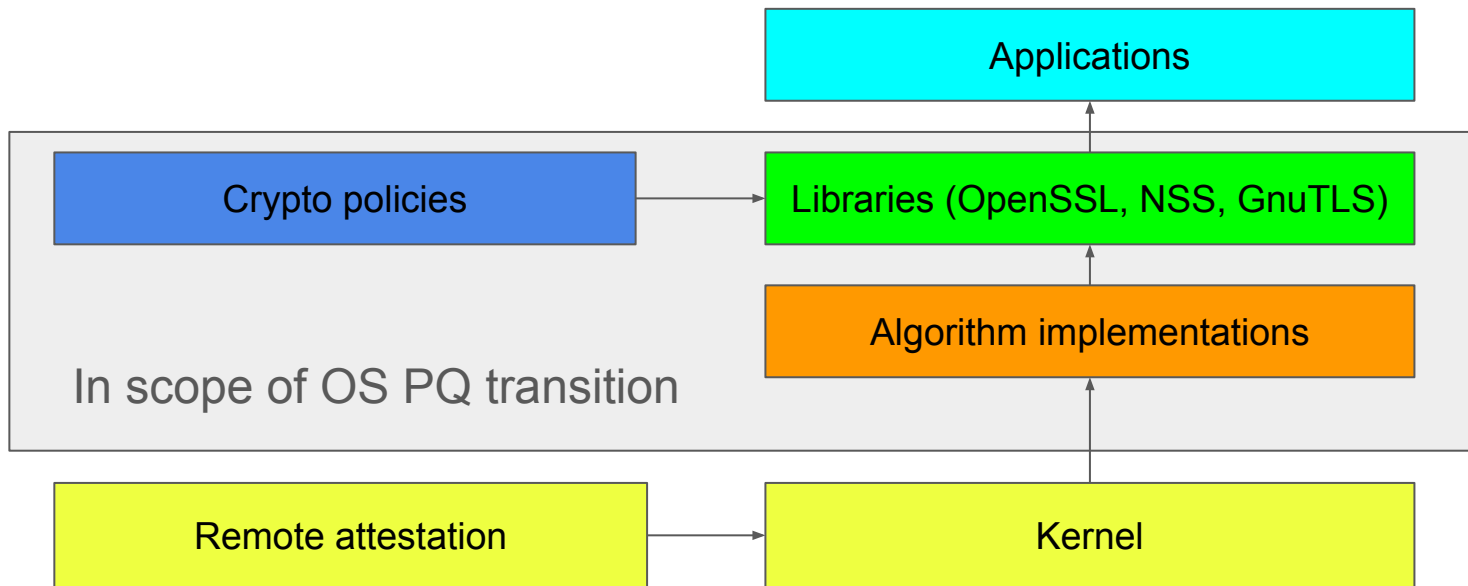 Applications
Crypto policies
Libraries (OpenSSL, NSS, GnuTLS)
Algorithm implementations
In scope of OS PQ transition
Remote attestation
Kernel